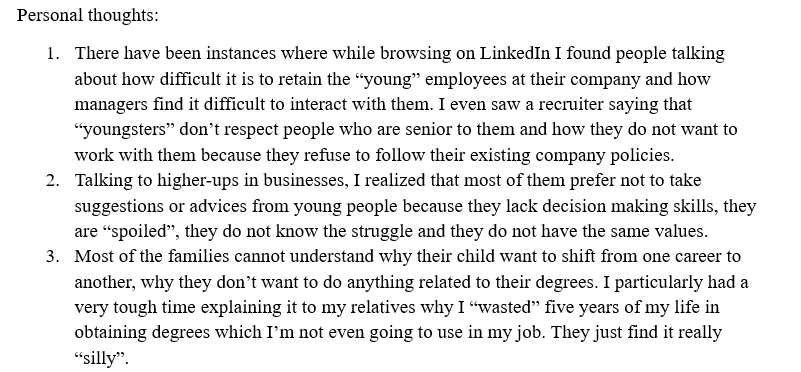 Personal thoughts:
1. There have been instances where while browsing on LinkedIn I found people talking
about how difficult it is to retain the “young” employees at their company and how
managers find it difficult to interact with them. I even saw a recruiter saying that
“youngsters” don’t respect people who are senior to them and how they do not want to
work with them because they refuse to follow their existing company policies.
2. Talking to higher-ups in businesses, I realized that most of them prefer not to take
suggestions or advices from young people because they lack decision making skills, they
are “spoiled”, they do not know the struggle and they do not have the same values.
3. Most of the families cannot understand why their child want to shift from one career to
another, why they don’t want to do anything related to their degrees. I particularly had a
very tough time explaining it to my relatives why I “wasted” five years of my life in
obtaining degrees which I’m not even going to use in my job. They just find it really
“silly”.